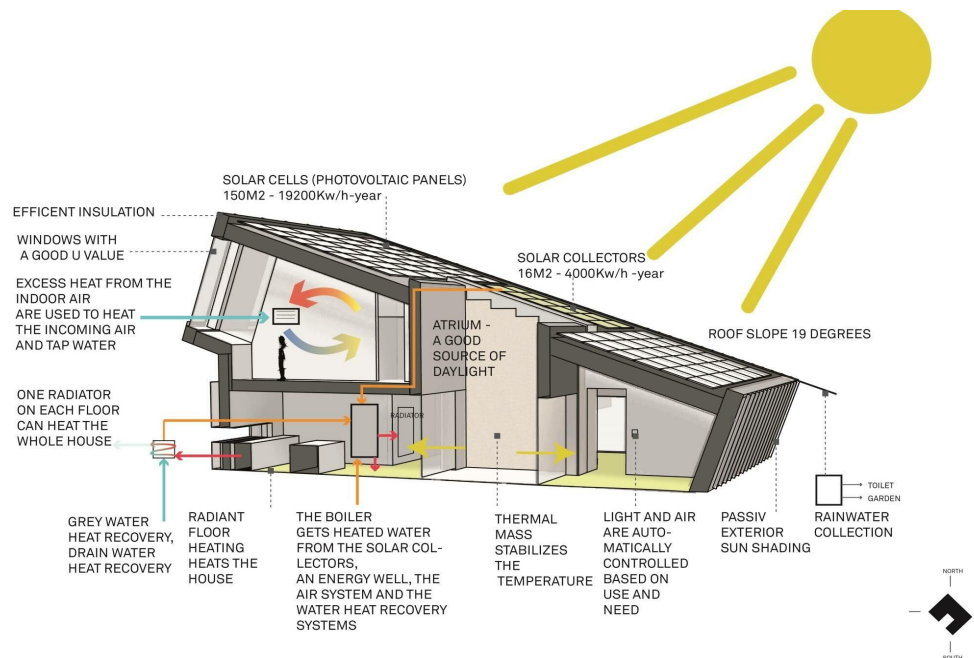 SOLAR CELLS (PHOTOVOLTAIC PANELS)
150M2 - 19200Kw/h-year
EFFICENT INSULATION
WINDOWS WITH
A GOOD U VALUE
EXCESS HEAT FROM THE
INDOOR AIR
ARE USED TO HEAT
THE INCOMING AIR
AND TAP WATER
SOLAR COLLECTORS
16M2 - 4000Kw/h -year
ROOF SLOPE 19 DEGREES
ATRIUM -
A GOOD
SOURCE OF
DAYLIGHT
ONE RADIATOR
ON EACH FLOOR
CAN HEAT THE
WHOLE HOUSE
RADIATOR
TOILET
GARDEN
GREY WATER
HEAT RECOVERY,
DRAIN WATER
HEAT RECOVERY
RADIANT
FLOOR
HEATING
HEATS THE
HOUSE
THE BOILER
GETS HEATED WATER
FROM THE SOLAR COL-
LECTORS,
AN ENERGY WELL, THE
AIR SYSTEM AND THE
WATER HEAT RECOVERY
SYSTEMS
THERMAL
MASS
STABILIZES
THE
TEMPERATURE
LIGHT AND AIR
ARE AUTO-
MATICALLY
CONTROLLED
BASED ON
USE AND
NEED
PASSIV
EXTERIOR
SUN SHADING
RAINWATER
COLLECTION
NORTH
SOUTH